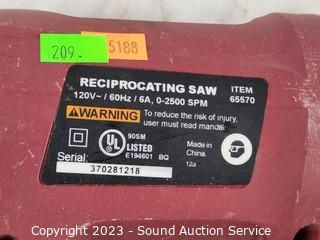 209.
5188
RECIPROCATING SAW
ITEM
65570
120V~ / 60Hz / 6A, 0-2500 SPM
WARNING
To reduce the risk of injury,
user must read manual
90SM
UL
LISTED
E194601 BQ
Made in
China.
12a
Serial:
370281218
Copyright 2023 - Sound Auction Service